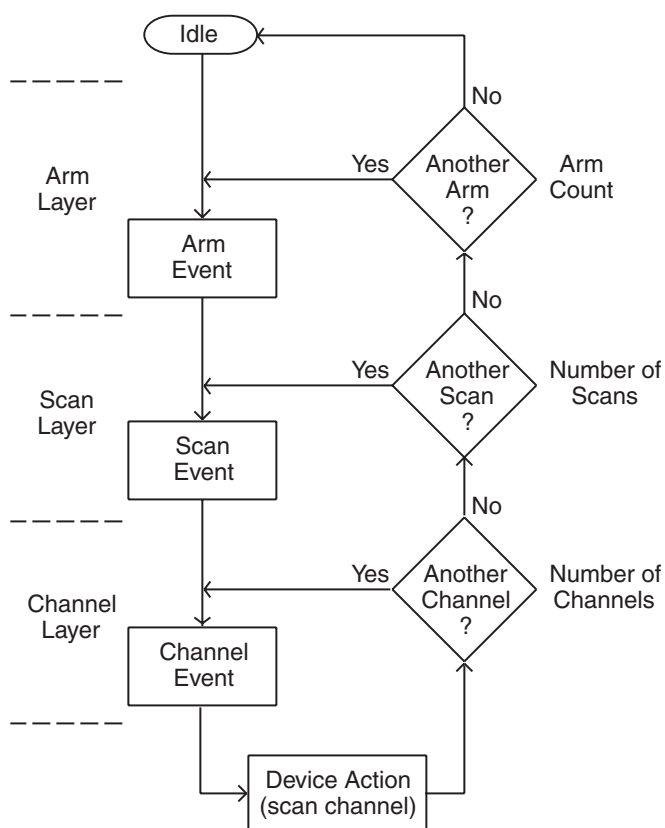 Idle
No
Arm
Layer
Yes
Another
Arm
?
Arm
Count
Arm
Event
No
Scan
Layer
Yes
Another
Scan
?
Number of
Scans
Scan
Event
No
Channel
Layer
Yes
Another
Channel
?
Number of
Channels
Channel
Event
Device Action
(scan channel)